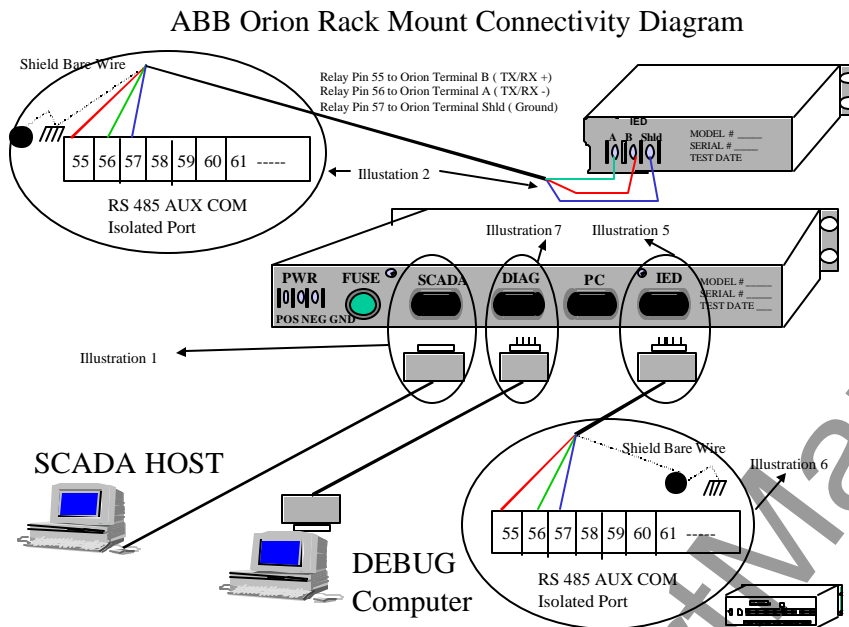 ABB Orion Rack Mount Connectivity Diagram
Shield Bare Wire
Relay Pin 55 to Orion Terminal B ( TX/RX +)
Relay Pin 56 to Orion Terminal A ( TX/RX -)
Relay Pin 57 to Orion Terminal Shld ( Ground)
IED
A B Shld
MODEL # _____
SERIAL # _____
TEST DATE
55 56 57 58 59 60 61 -----
Illustation 2
RS 485 AUX COM
Isolated Port
Illustration 7
Illustration 5
PWR FUSE SCADA DIAG PC IED
MODEL # _____
SERIAL # _____
TEST DATE ___
POS NEG GND
Illustration 1
SCADA HOST
Shield Bare Wire
Illustration 6
55 56 57 58 59 60 61 -----
DEBUG
Computer
RS 485 AUX COM
Isolated Port